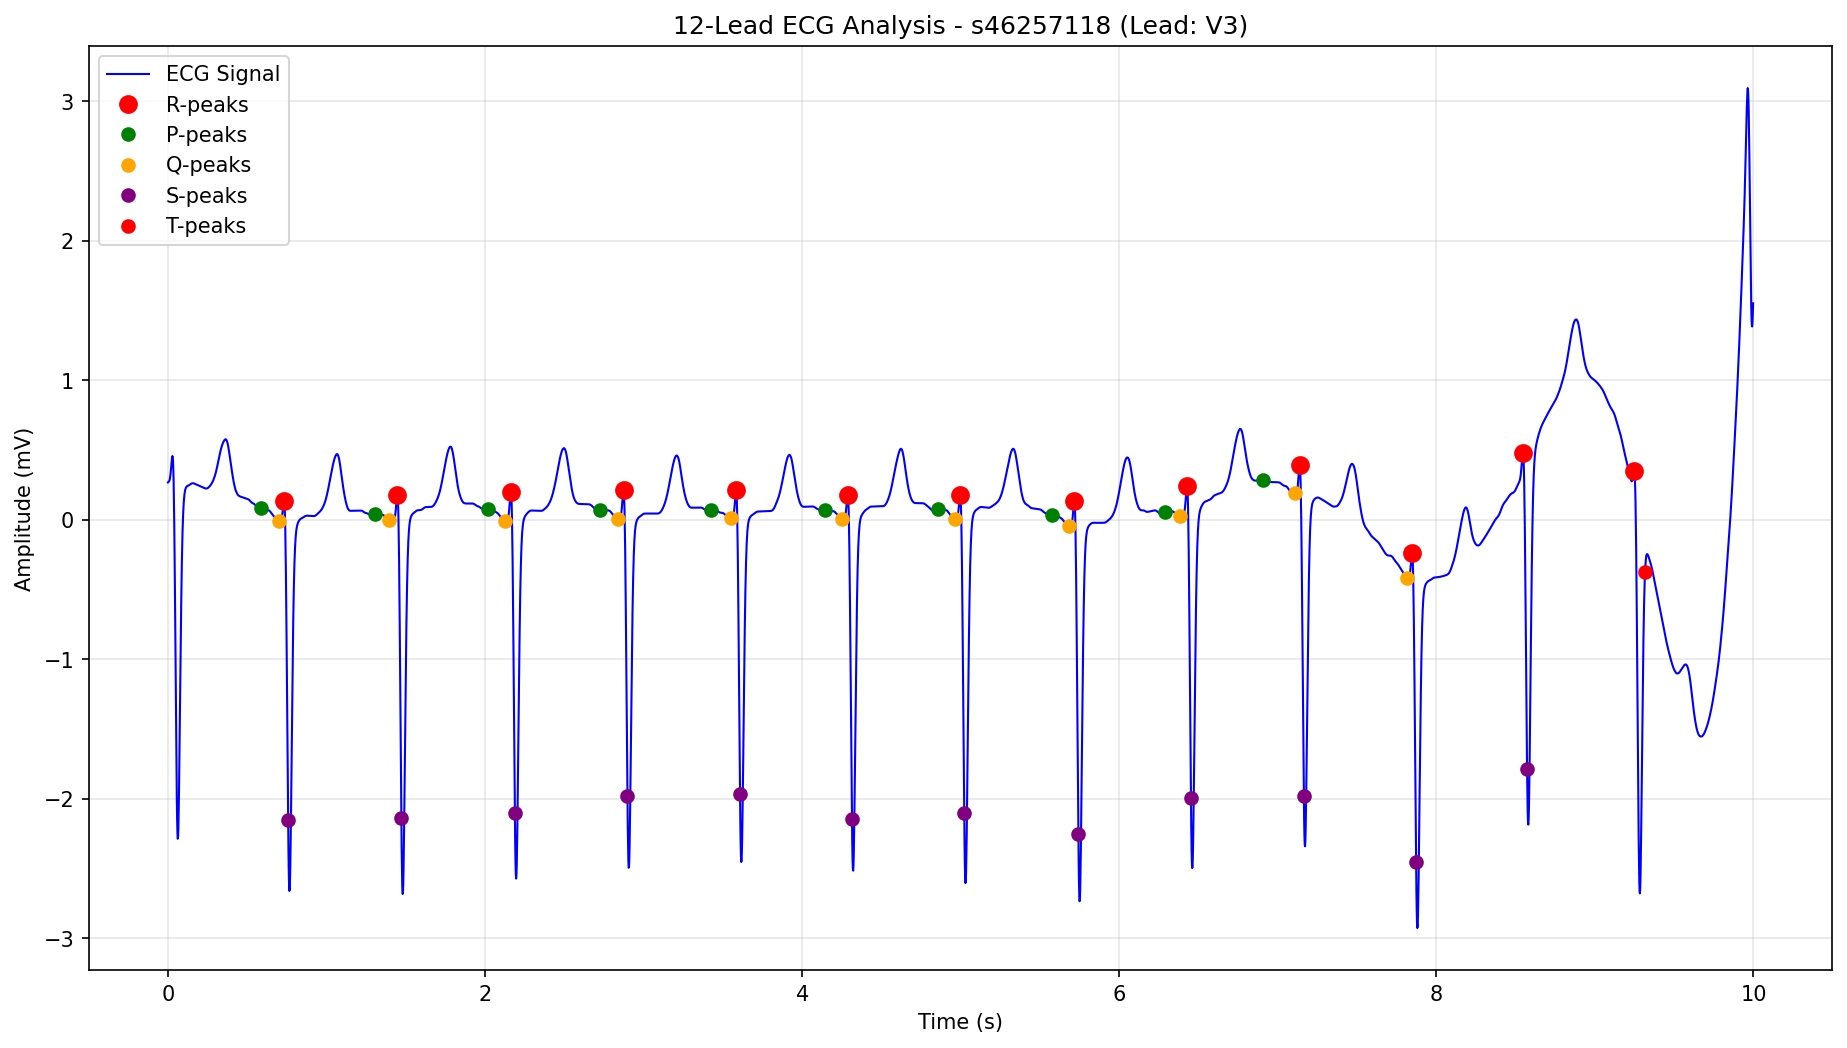 12-Lead ECG Analysis - s46257118 (Lead: V3)
ECG Signal
R-peaks
P-peaks
Q-peaks
S-peaks
T-peaks
Amplitude (mV)
3
2
1
0
−1
−2
−3
0 2 4 6 8 10
Time (s)